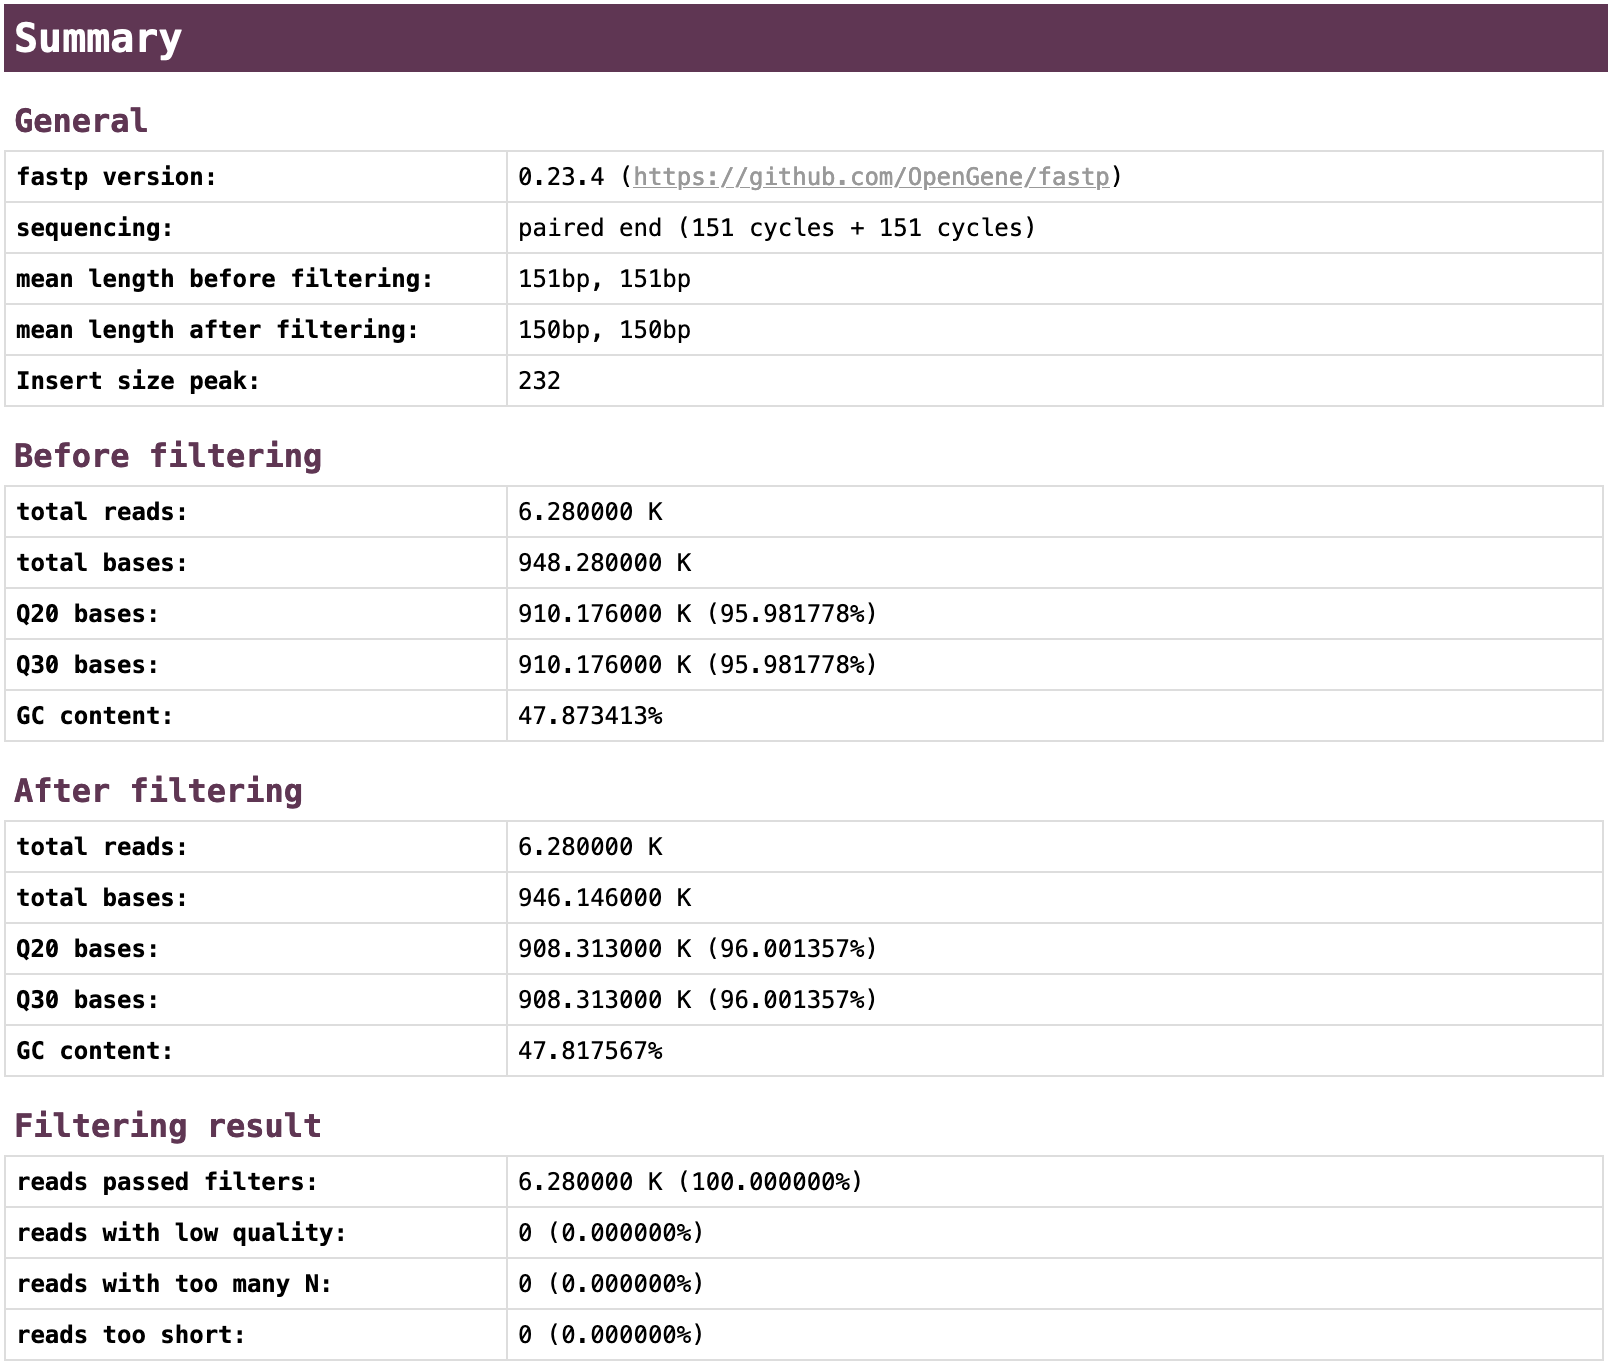 Summary
General
fastp version: 0.23.4 (https://github.com/OpenGene/fastp)
sequencing: paired end (151 cycles + 151 cycles)
mean length before filtering: 151bp, 151bp
mean length after filtering: 150bp, 150bp
Insert size peak: 232
Before filtering
total reads: 6.280000 K
total bases: 948.280000 K
Q20 bases: 910.176000 K (95.981778%)
Q30 bases: 910.176000 K (95.981778%)
GC content: 47.873413%
After filtering
total reads: 6.280000 K
total bases: 946.146000 K
Q20 bases: 908.313000 K (96.001357%)
Q30 bases: 908.313000 K (96.001357%)
GC content: 47.817567%
Filtering result
reads passed filters: 6.280000 K (100.000000%)
reads with low quality: 0 (0.000000%)
reads with too many N: 0 (0.000000%)
reads too short: 0 (0.000000%)